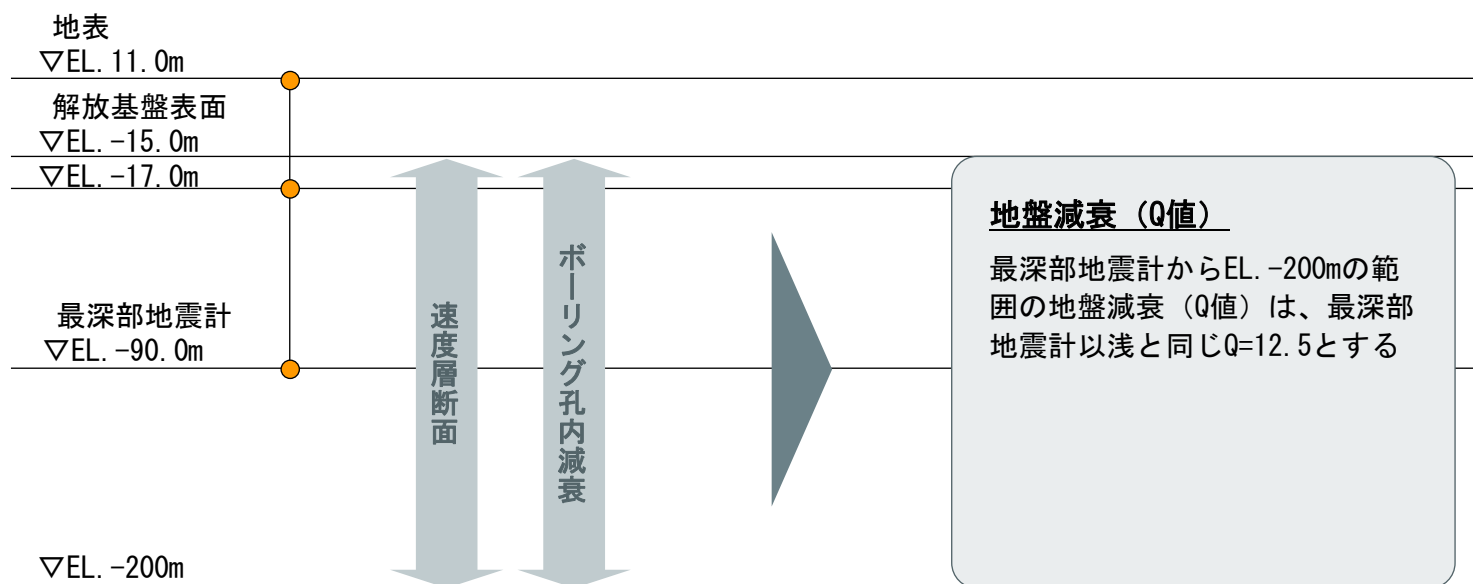 地表
▽EL. 11. 0m
解放基盤表面
▽EL. -15. 0m
▽EL. -17. 0m
最深部地震計
▽EL. -90. 0m
▽EL. -200m
速度層断面
ボーリング孔内減衰
地盤減衰（Q値）
最深部地震計からEL. -200mの範
囲の地盤減衰（Q値）は、最深部
地震計以浅と同じQ=12. 5とする